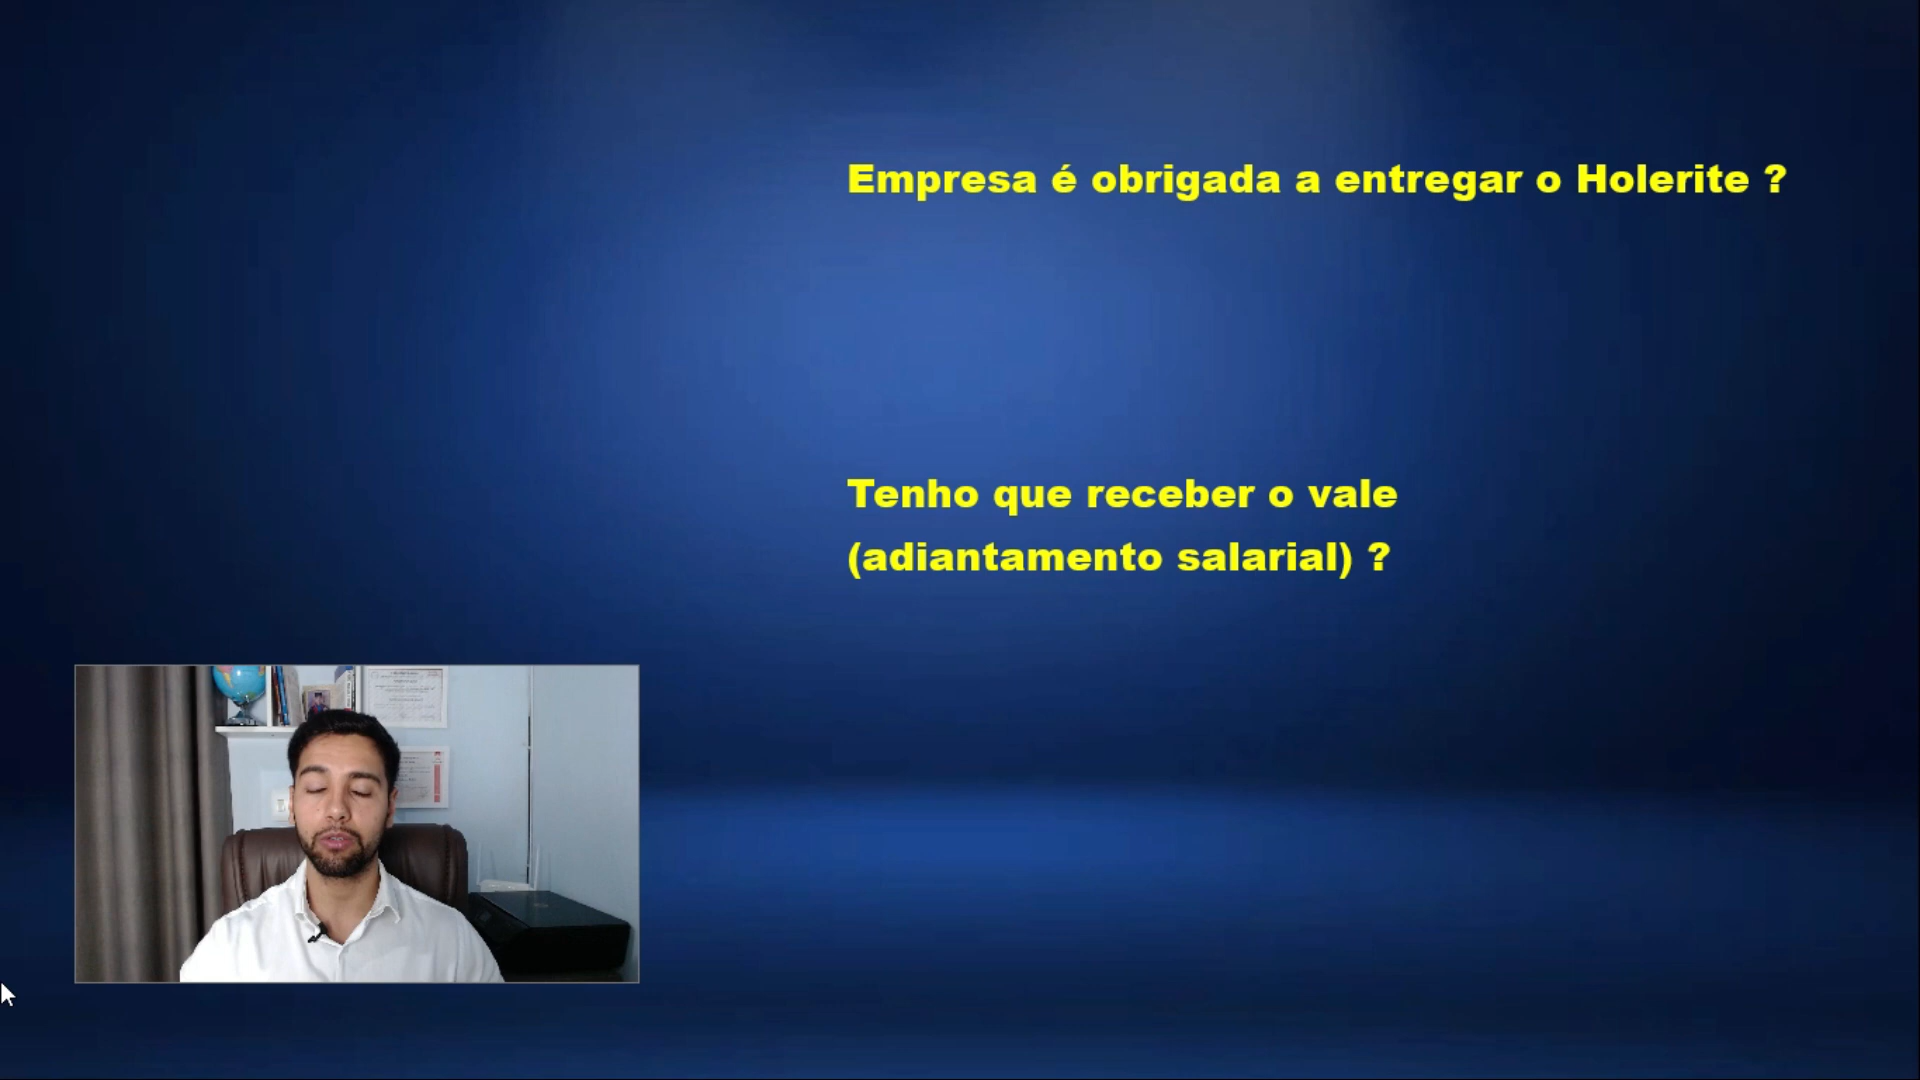 Empresa é obrigada a entregar o Holerite ?
Tenho que receber o vale
(adiantamento salarial) ?